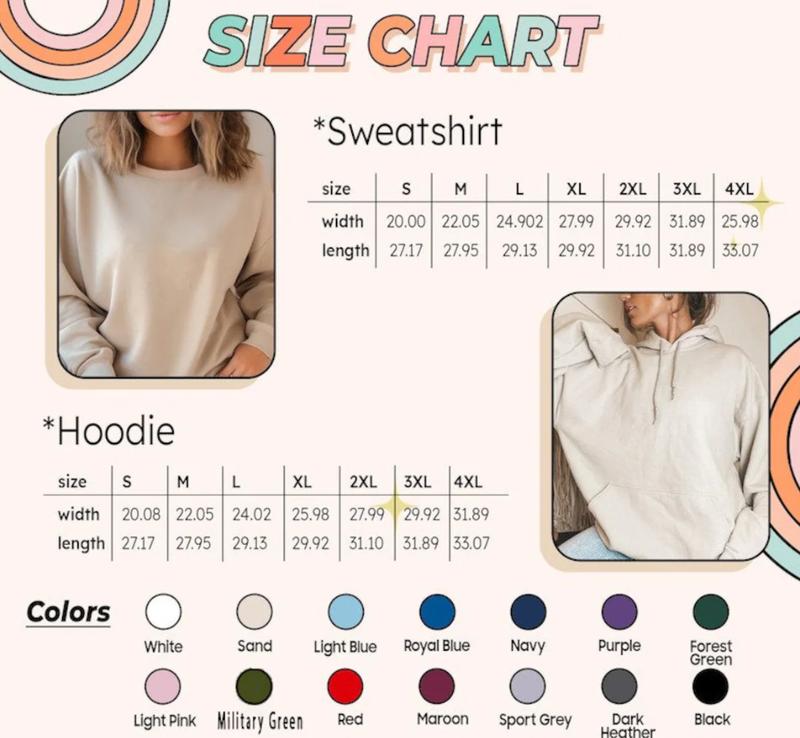 SIZE CHART
*Sweatshirt
size S M L XL 2XL 3XL 4XL
width 20.00 22.05 24.902 27.99 29.92 31.89 25.98
length 27.17 27.95 29.13 29.92 31.10 31.89 33.07
*Hoodie
size S M L XL 2XL 3XL 4XL
width 20.08 22.05 24.02 25.98 27.99 29.92 31.89
length 27.17 27.95 29.13 29.92 31.10 31.89 33.07
Colors
White Sand Light Blue Royal Blue Navy Purple Forest
Green
Light Pink Military Green Red Maroon Sport Grey Dark Black
Heather